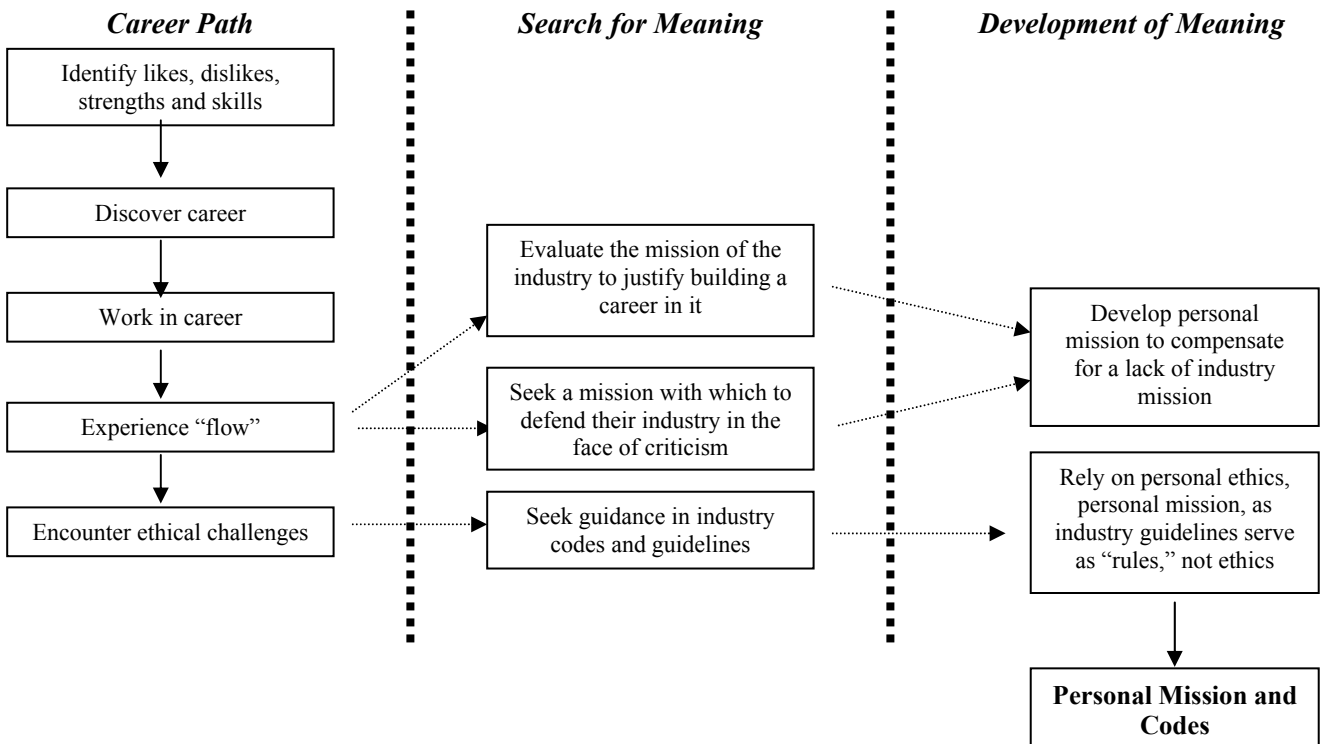 Career Path
Identify likes, dislikes,
strengths and skills
Discover career
Work in career
Experience “flow”
Encounter ethical challenges
Search for Meaning
Evaluate the mission of the
industry to justify building a
career in it
Seek a mission with which to
defend their industry in the
face of criticism
Seek guidance in industry
codes and guidelines
Development of Meaning
Develop personal
mission to compensate
for a lack of industry
mission
Rely on personal ethics,
personal mission, as
industry guidelines serve
as “rules,” not ethics
Personal Mission and
Codes